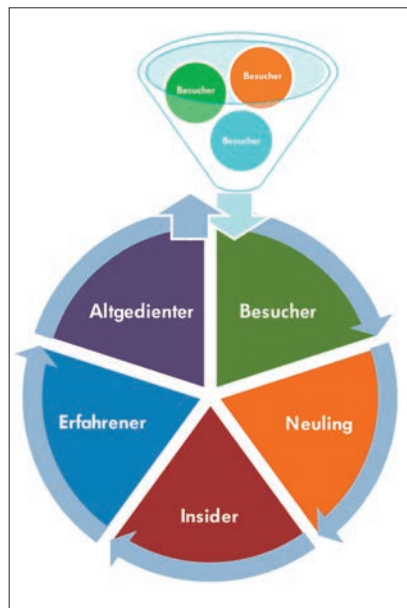 Besucher
Besucher
Besucher
Altgedienter
Besucher
Erfahrener
Neuling
Insider